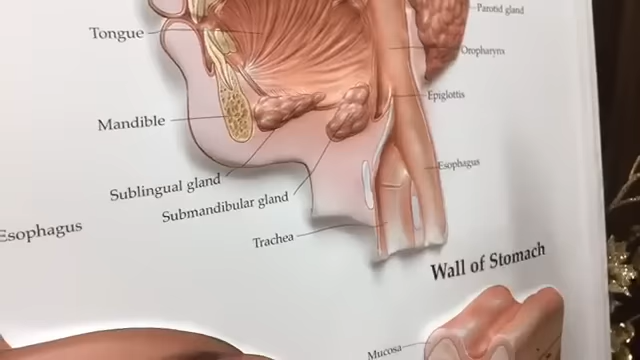 Parotid gland
Tongue
Oropharynx
Epiglottis
Mandible
Esophagus
Sublingual gland
Submandibular gland
Esophagus
Trachea
Wall of Stomach
Mucosa